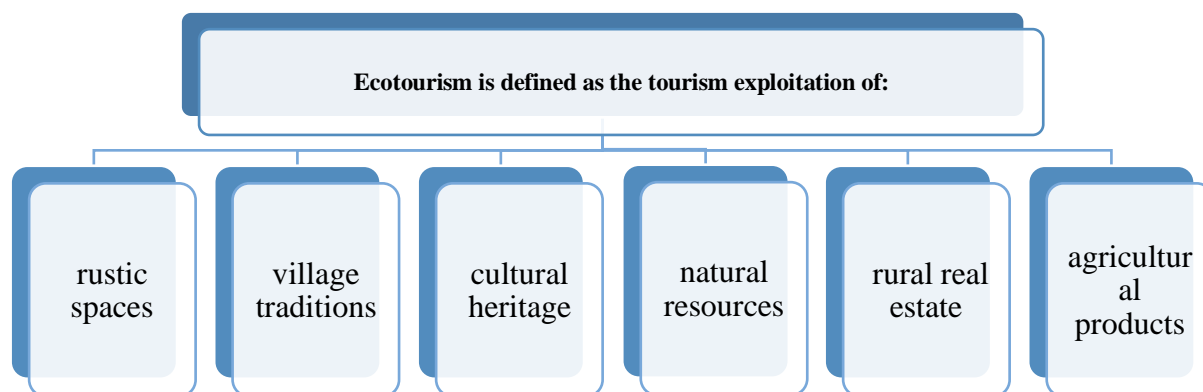 Ecotourism is defined as the tourism exploitation of:
rustic
spaces
village
traditions
cultural
heritage
natural
resources
rural real
estate
agricultur
al
products